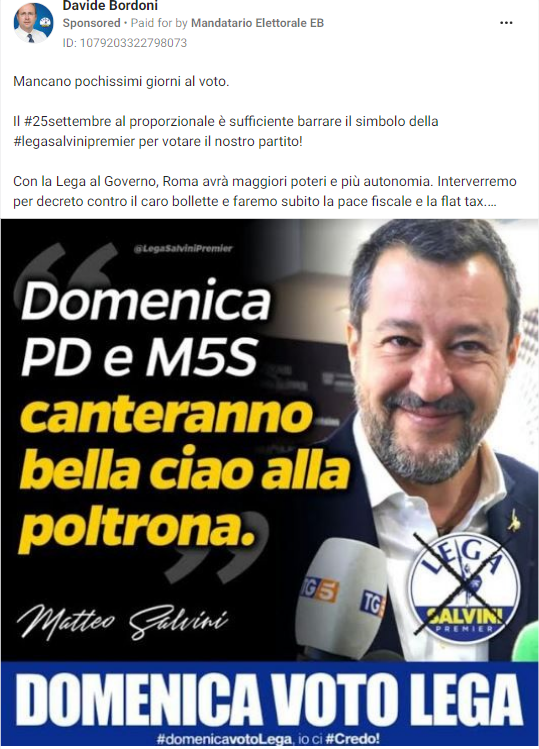 Davide Bordoni
Sponsored • Paid for by Mandatario Elettorale EB
ID: 1079203322798073
Mancano pochissimi giorni al voto.
Il #25settembre al proporzionale è sufficiente barrare il simbolo della
#legasalvinipremier per votare il nostro partito!
Con la Lega al Governo, Roma avrà maggiori poteri e più autonomia. Interverremo
per decreto contro il caro bollette e faremo subito la pace fiscale e la flat tax....
@LegaSalviniPremier
“Domenica
PD e M5S
canteranno
bella ciao alla
poltrona.”
Matteo Salvini
TG5
TG
LEGA
SALVINI
PREMIER
DOMENICA VOTO LEGA
#domenicavotoLega, io ci #Credo!